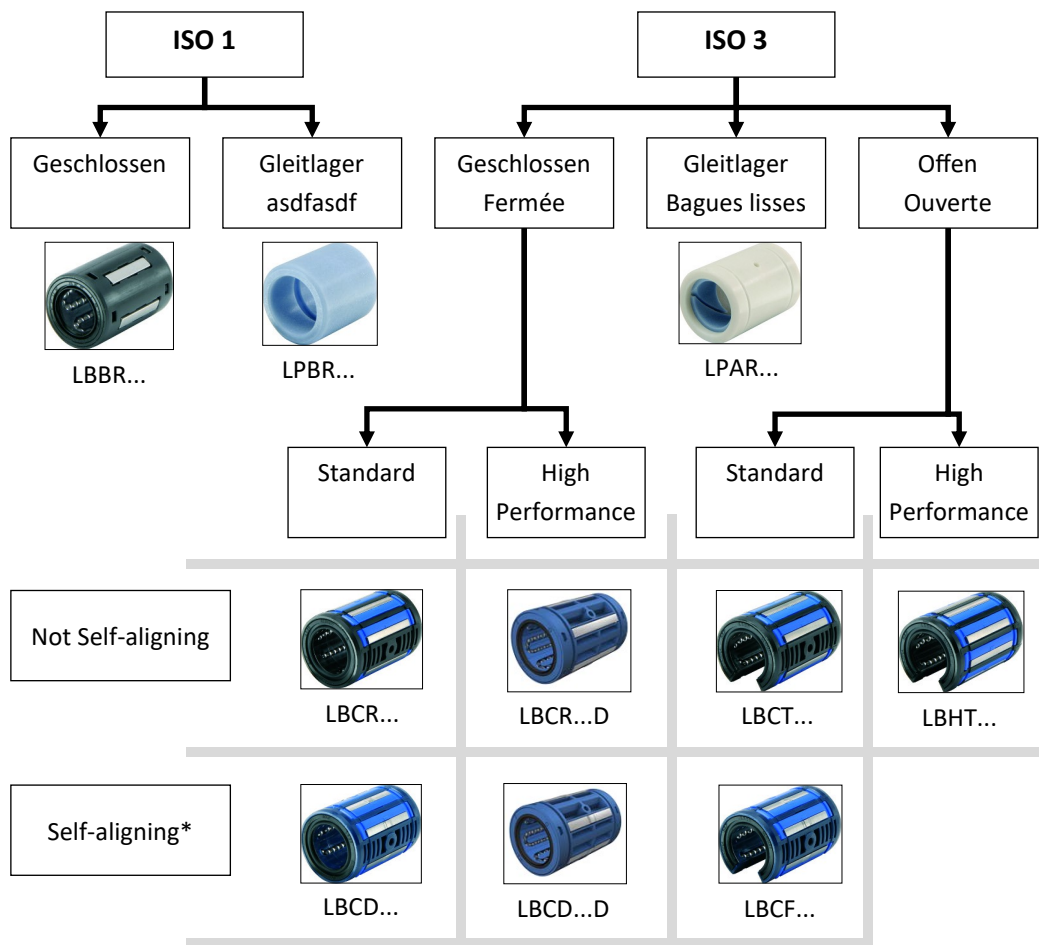 ISO 1
ISO 3
Geschlossen
Gleitlager
asdfasdf
Geschlossen
Fermée
Gleitlager
Bagues lisses
Offen
Ouverte
LBBR...
LPBR...
LPAR...
Standard
High
Performance
Standard
High
Performance
Not Self-aligning
LBCR...
LBCR...D
LBCT...
LBHT...
Self-aligning*
LBCD...
LBCD...D
LBCF...